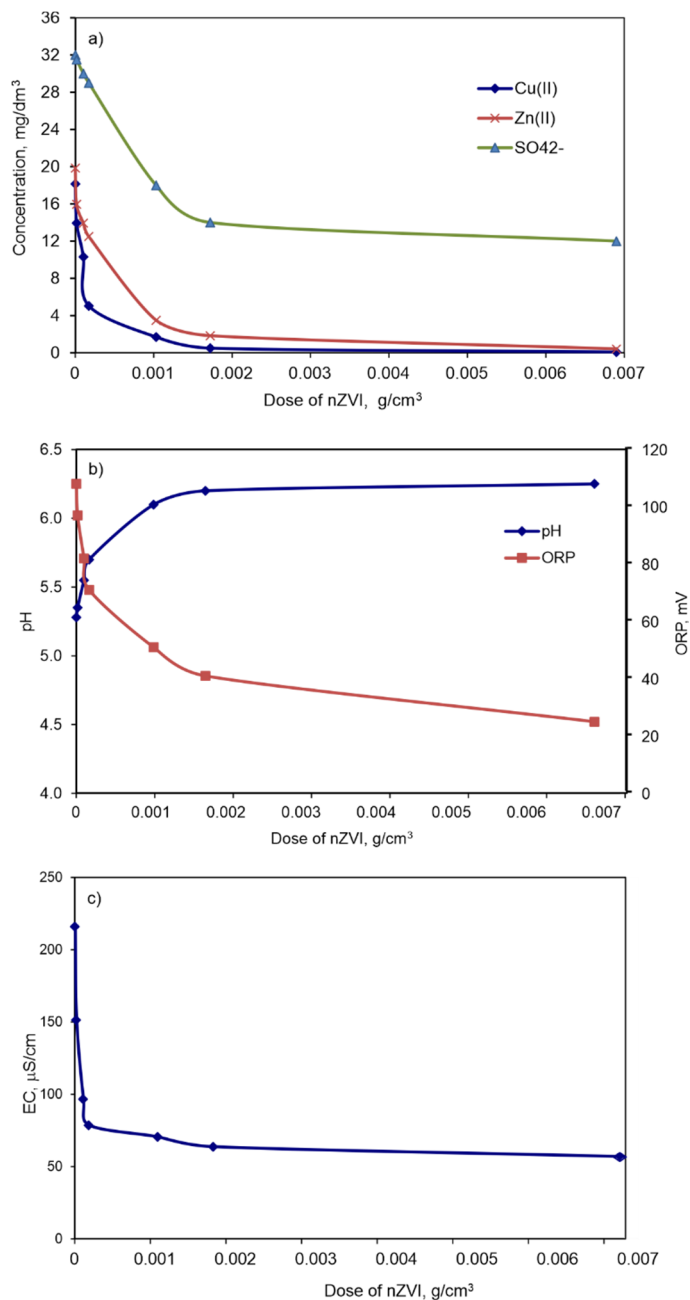 a)
Concentration, mg/dm³
36
32
28
24
20
16
12
8
4
0
Cu(II)
Zn(II)
SO42-
0 0.001 0.002 0.003 0.004 0.005 0.006 0.007
Dose of nZVI, g/cm³
b)
pH
6.5
6.0
5.5
5.0
4.5
4.0
pH
ORP
120
100
80
60
40
20
0
ORP, mV
0 0.001 0.002 0.003 0.004 0.005 0.006 0.007
Dose of nZVI, g/cm³
c)
EC, µS/cm
250
200
150
100
50
0
0 0.001 0.002 0.003 0.004 0.005 0.006 0.007
Dose of nZVI, g/cm³